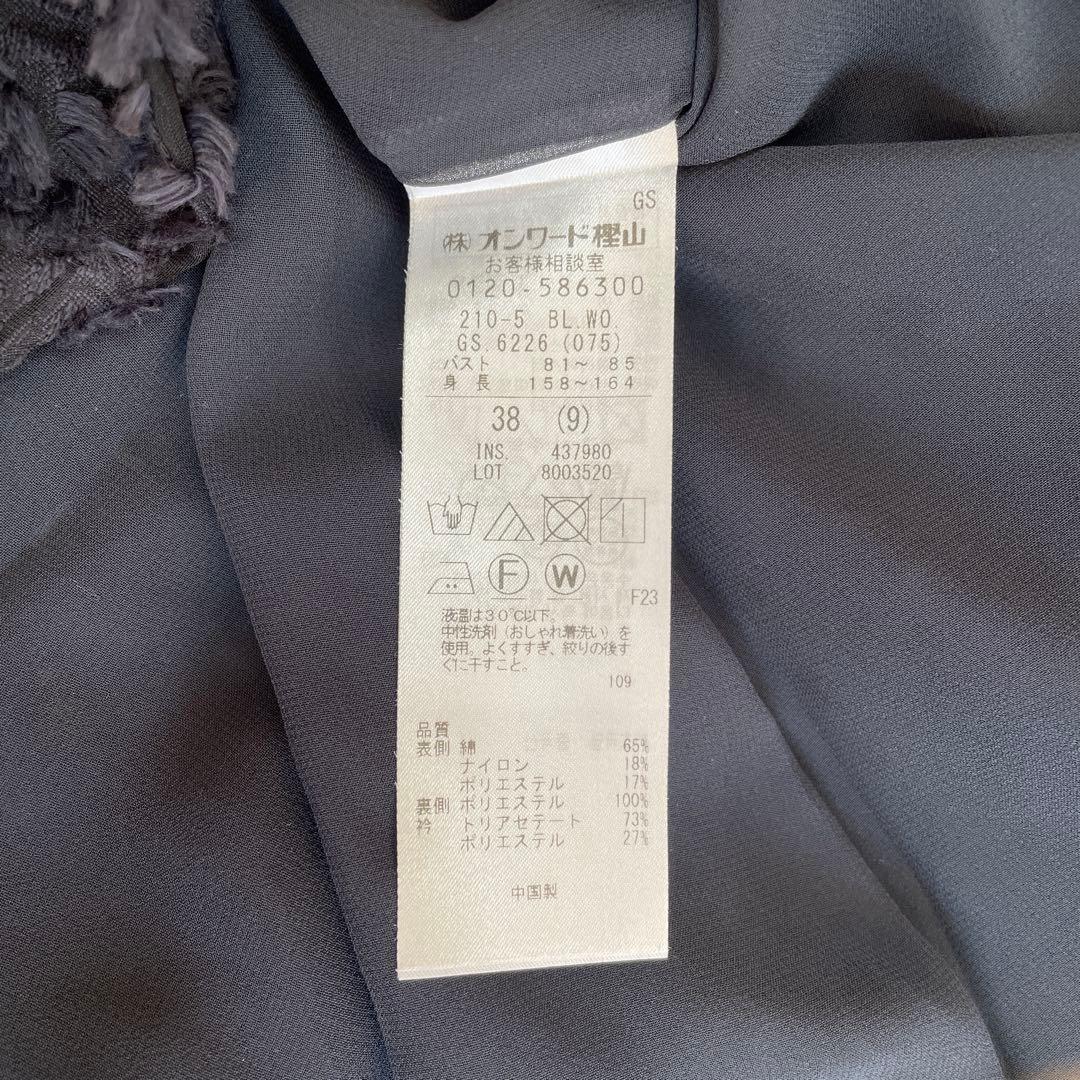 GS
(株)オンワード樫山
お客様相談室
0120-586300
210-5 BL.WO.
GS 6226 (075)
バスト 81〜 85
身 長 158〜164
38 (9)
INS. 437980
LOT 8003520
F W
F23
液温は30℃以下。
中性洗剤(おしゃれ着洗い)を
使用。よくすすぎ、絞りの後す
ぐに干すこと。
109
品質
表側 綿 65%
ナイロン 18%
ポリエステル 17%
裏側 ポリエステル 100%
衿 トリアセテート 73%
ポリエステル 27%
中国製